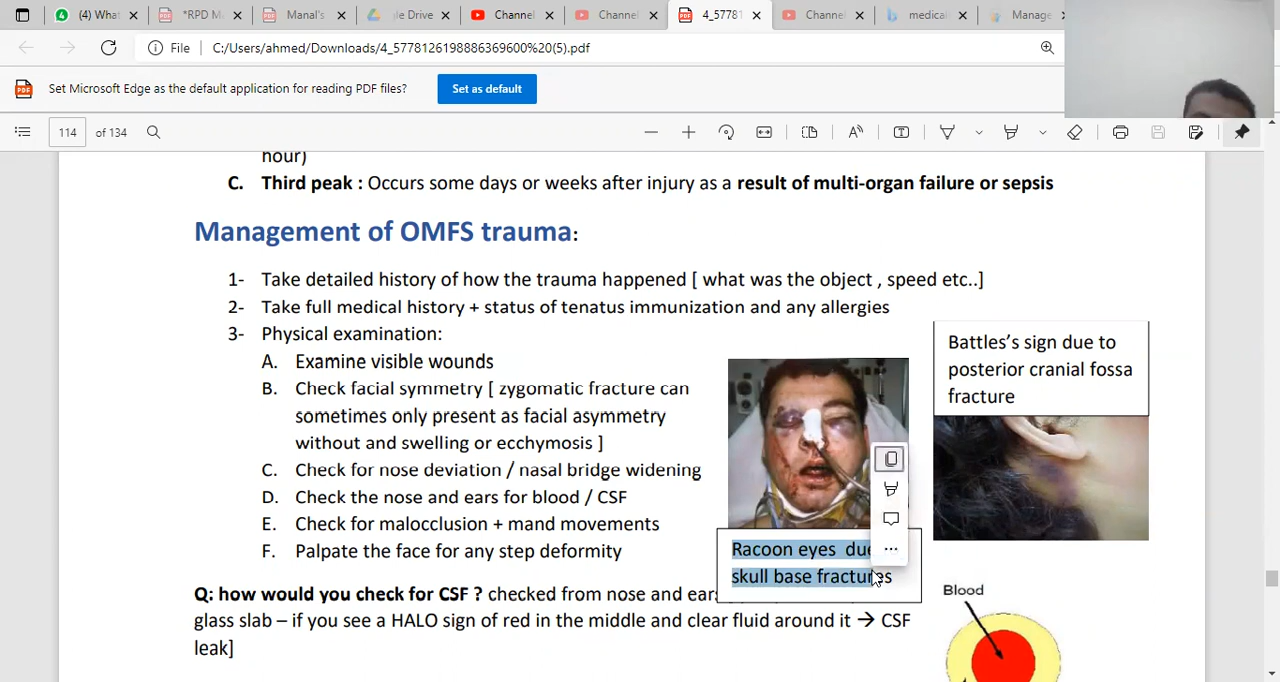 (4) What
*RPD M
Manal's
gle Drive
Channel
Channel
4_57781
Channel
medical
Manage
File
C:/Users/ahmed/Downloads/4_5778126198886369600%20(5).pdf
Set Microsoft Edge as the default application for reading PDF files?
Set as default
114 of 134
hour)
C. Third peak : Occurs some days or weeks after injury as a result of multi-organ failure or sepsis
Management of OMFS trauma:
1- Take detailed history of how the trauma happened [ what was the object , speed etc..]
2- Take full medical history + status of tenatus immunization and any allergies
3- Physical examination:
A. Examine visible wounds
B. Check facial symmetry [ zygomatic fracture can
sometimes only present as facial asymmetry
without and swelling or ecchymosis ]
C. Check for nose deviation / nasal bridge widening
D. Check the nose and ears for blood / CSF
E. Check for malocclusion + mand movements
F. Palpate the face for any step deformity
Battles's sign due to
posterior cranial fossa
fracture
Racoon eyes due
skull base fractures
Q: how would you check for CSF ? checked from nose and ears
glass slab – if you see a HALO sign of red in the middle and clear fluid around it → CSF
leak]
Blood